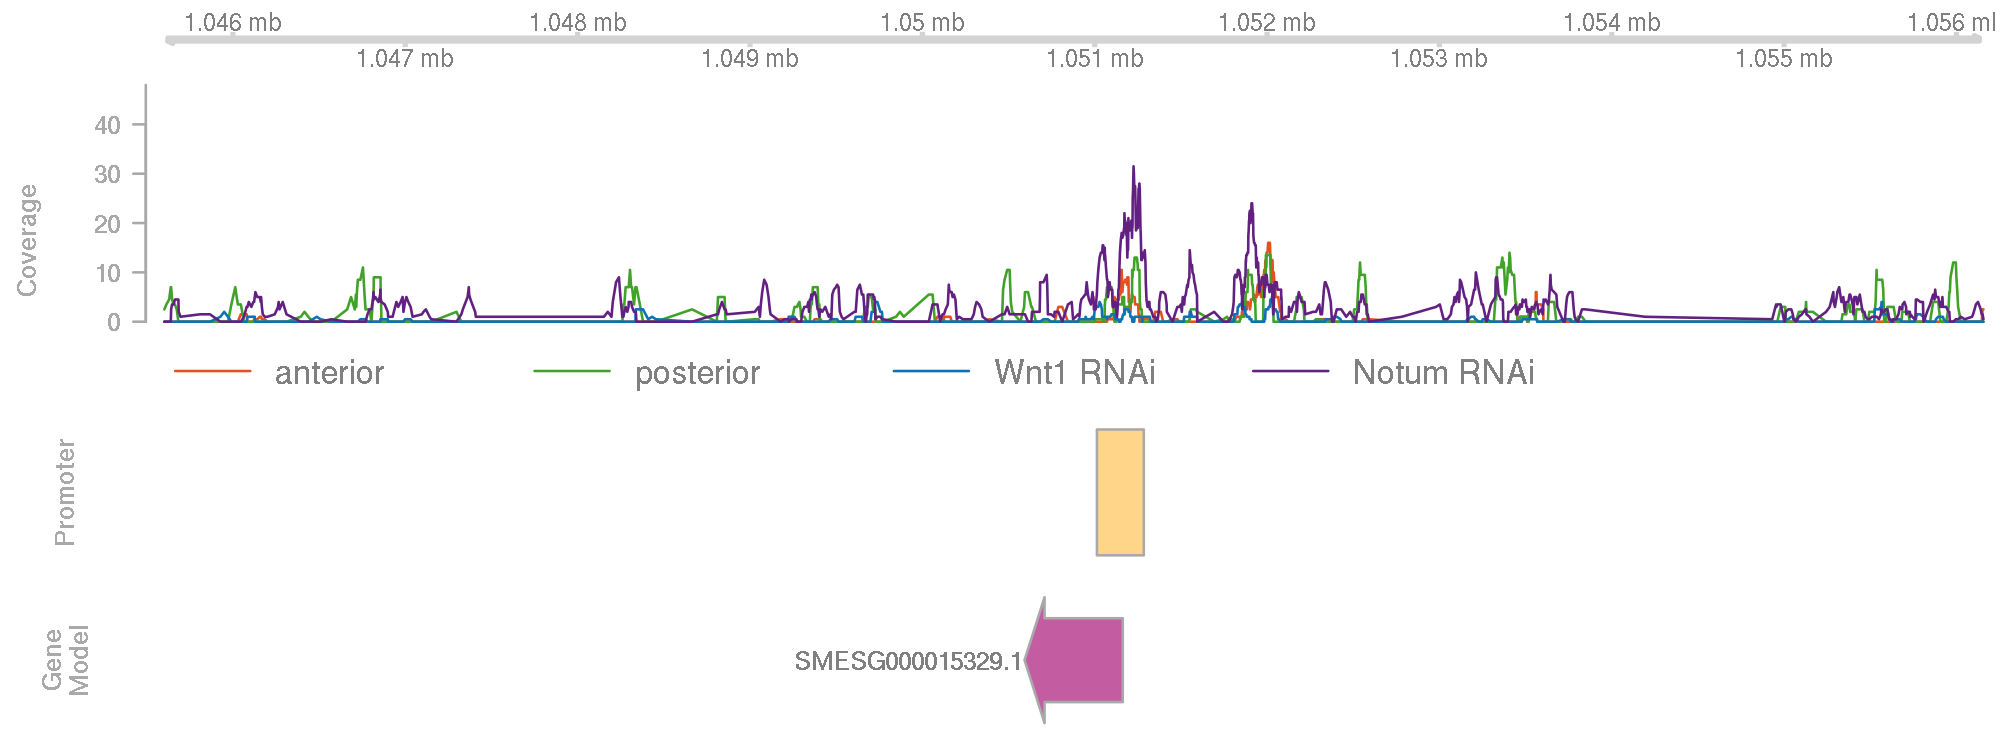 1.046 mb 1.048 mb 1.05 mb 1.052 mb 1.054 mb 1.056 ml
1.047 mb 1.049 mb 1.051 mb 1.053 mb 1.055 mb
Coverage
40
30
20
10
0
anterior posterior Wnt1 RNAi Notum RNAi
Promoter
Gene
Model
SMESG000015329.1